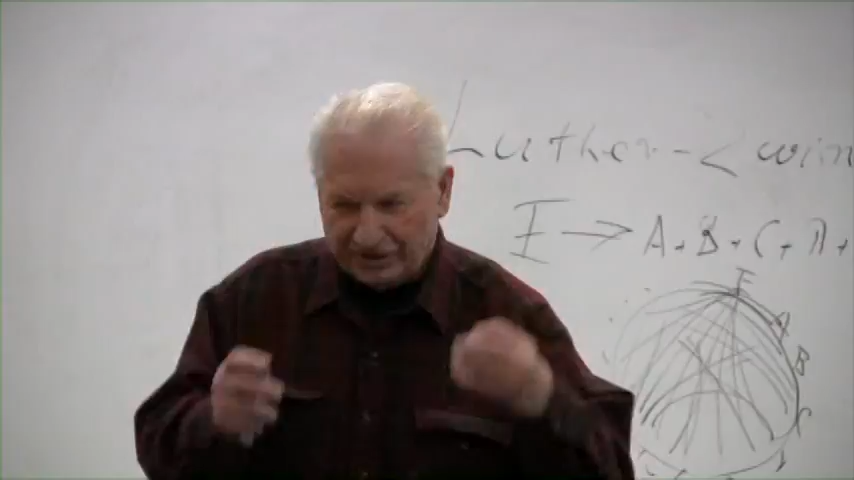 Luther - Zwin
I → A + B + C + D +
I
A
B
C